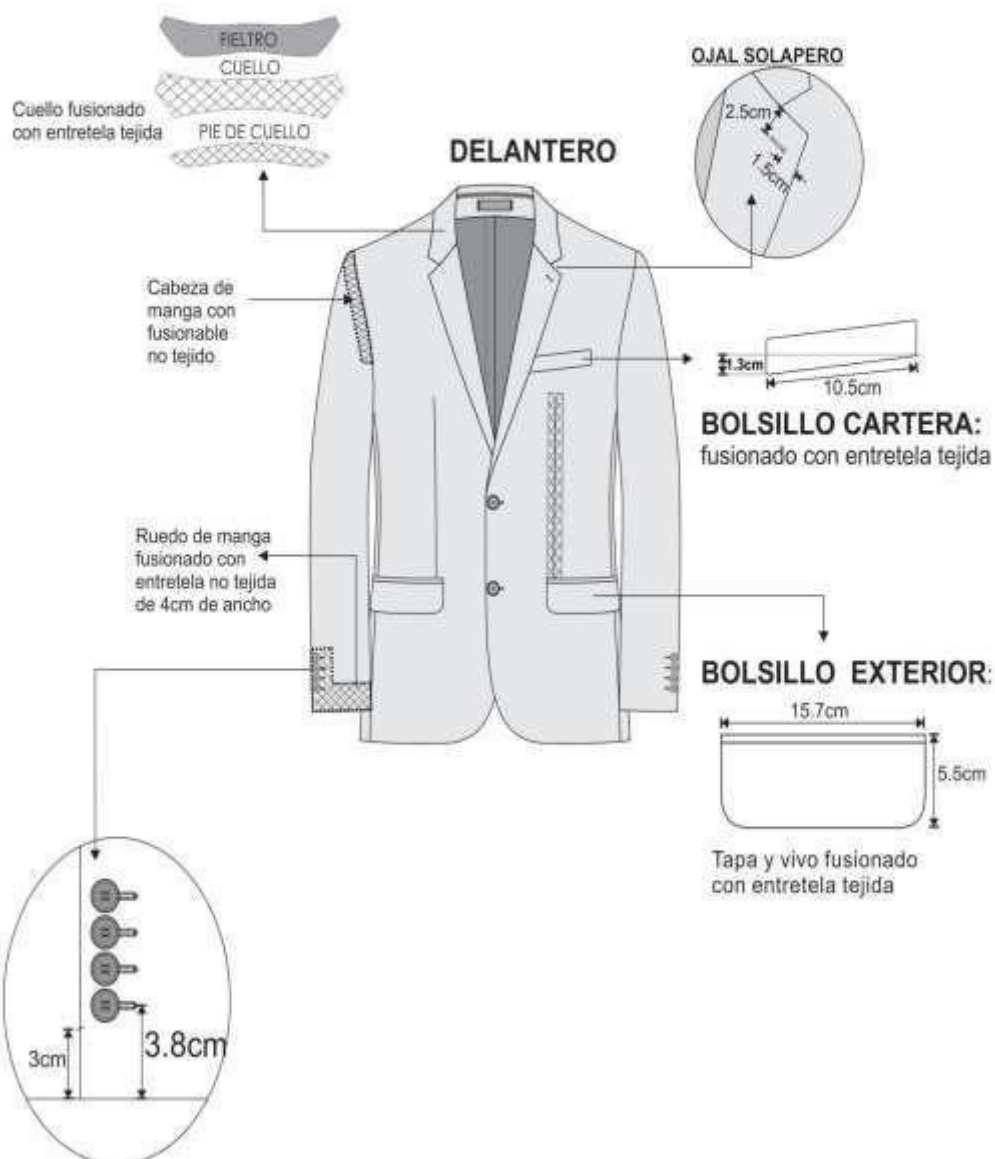 FIELTRO
CUELLO
Cuello fusionado
con entretela tejida
PIE DE CUELLO
DELANTERO
OJAL SOLAPERO
2.5cm
1.5cm
Cabeza de
manga con
fusionable
no tejido
1.3cm
10.5cm
BOLSILLO CARTERA:
fusionado con entretela tejida
Ruedo de manga
fusionado con
entretela no tejida
de 4cm de ancho
BOLSILLO EXTERIOR:
15.7cm
5.5cm
Tapa y vivo fusionado
con entretela tejida
3cm
3.8cm